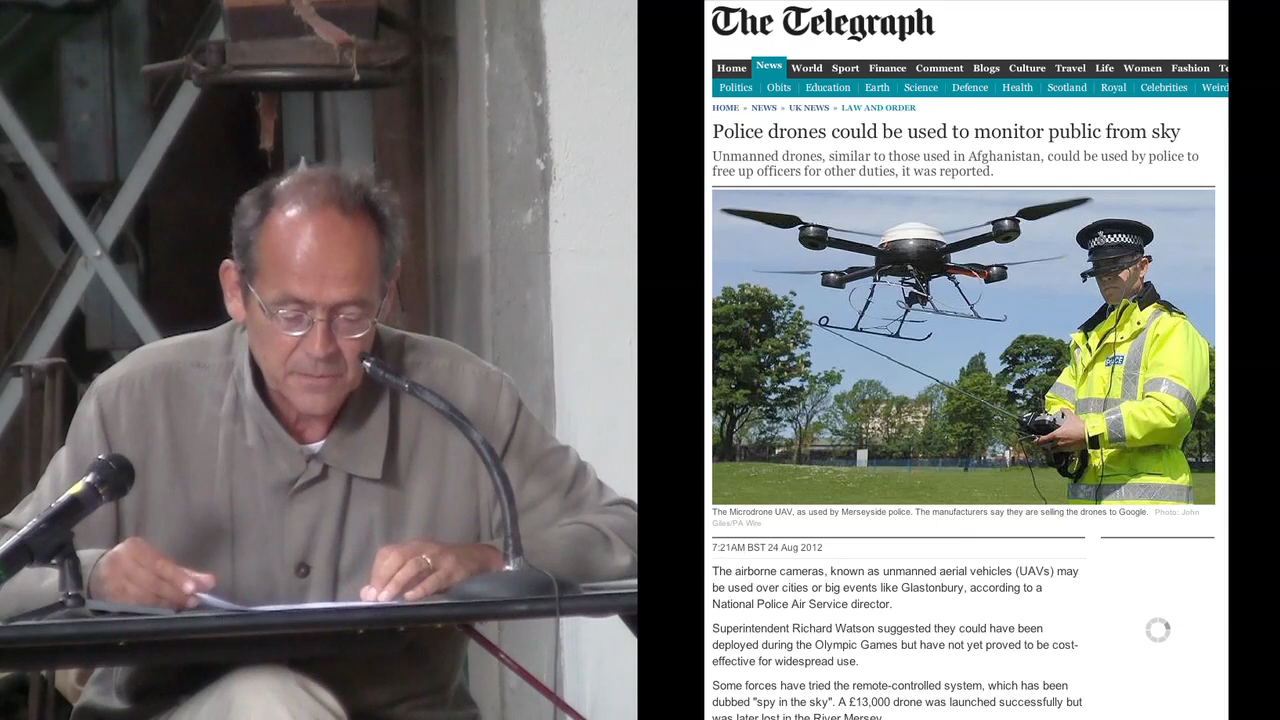 The Telegraph
Home News World Sport Finance Comment Blogs Culture Travel Life Women Fashion
Politics Obits Education Earth Science Defence Health Scotland Royal Celebrities Weird
HOME » NEWS » UK NEWS » LAW AND ORDER
Police drones could be used to monitor public from sky
Unmanned drones, similar to those used in Afghanistan, could be used by police to
free up officers for other duties, it was reported.
POLICE
The Microdrone UAV, as used by Merseyside police. The manufacturers say they are selling the drones to Google. Photo: John
Giles/PA Wire
7:21AM BST 24 Aug 2012
The airborne cameras, known as unmanned aerial vehicles (UAVs) may
be used over cities or big events like Glastonbury, according to a
National Police Air Service director.
Superintendent Richard Watson suggested they could have been
deployed during the Olympic Games but have not yet proved to be cost-
effective for widespread use.
Some forces have tried the remote-controlled system, which has been
dubbed "spy in the sky". A £13,000 drone was launched successfully but
was later lost in the River Mersey.